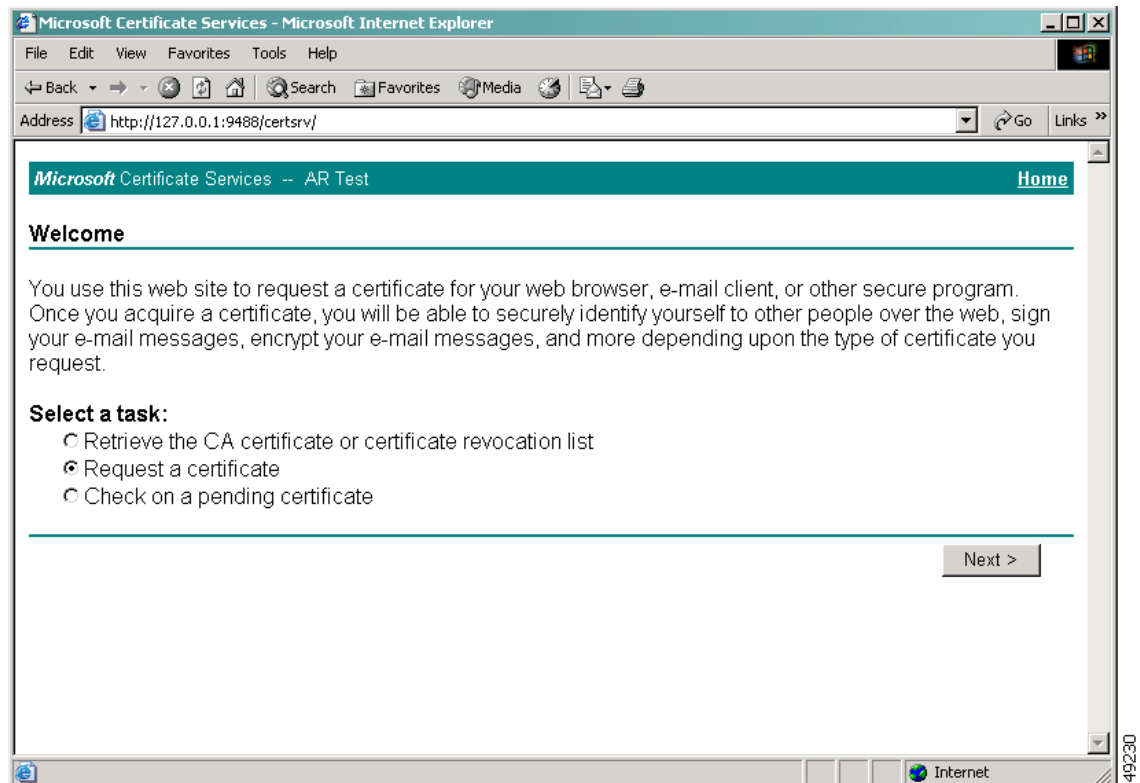 Microsoft Certificate Services - Microsoft Internet Explorer
File Edit View Favorites Tools Help
Back Search Favorites Media
Address http://127.0.0.1:9488/certsrv/ Go Links »
Microsoft Certificate Services -- AR Test Home
Welcome
You use this web site to request a certificate for your web browser, e-mail client, or other secure program.
Once you acquire a certificate, you will be able to securely identify yourself to other people over the web, sign
your e-mail messages, encrypt your e-mail messages, and more depending upon the type of certificate you
request.
Select a task:
Retrieve the CA certificate or certificate revocation list
Request a certificate
Check on a pending certificate
Next >
Internet
49230